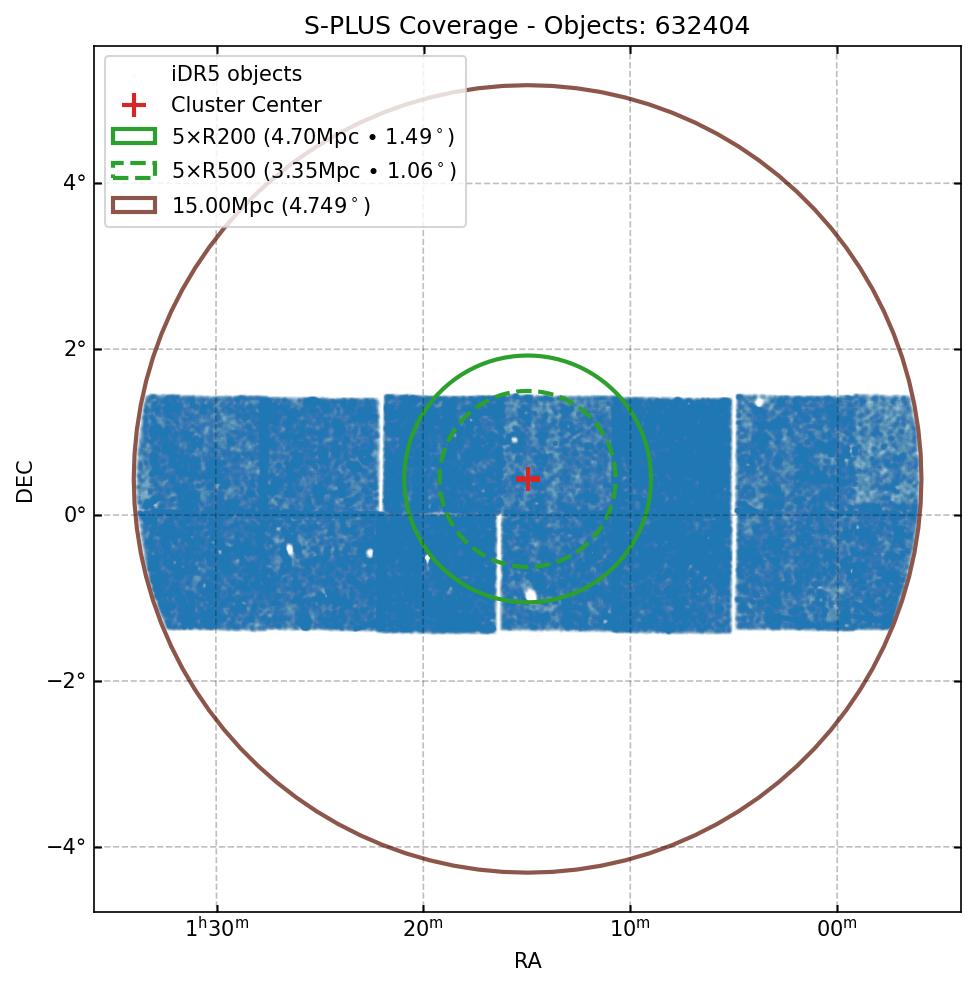 S-PLUS Coverage - Objects: 632404
iDR5 objects
Cluster Center
5×R200 (4.70Mpc • 1.49°)
5×R500 (3.35Mpc • 1.06°)
15.00Mpc (4.749°)
4°
2°
0°
−2°
−4°
DEC
1ʰ30ᵐ 20ᵐ 10ᵐ 00ᵐ
RA